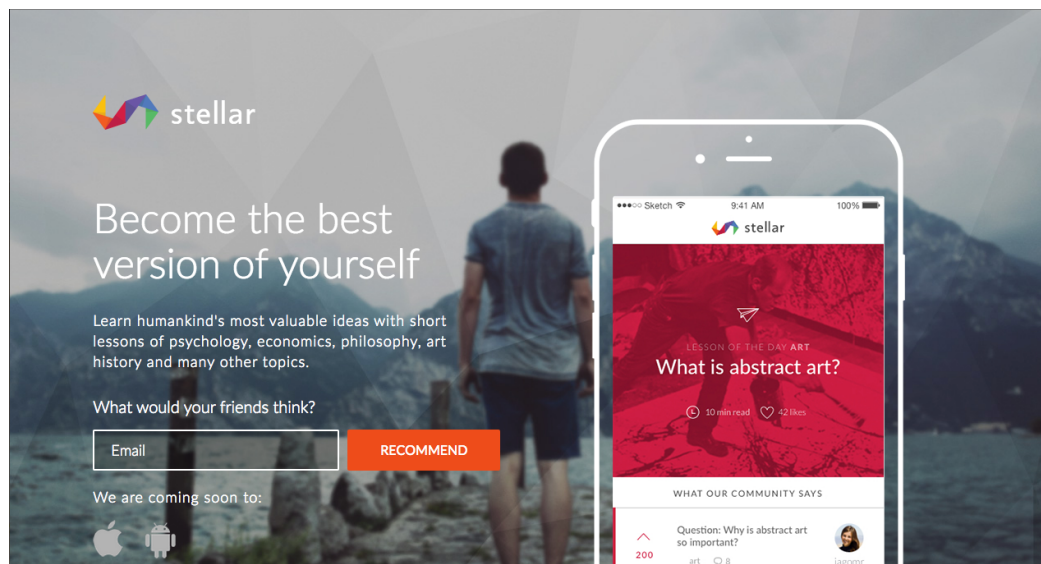 stellar
Become the best
version of yourself
Learn humankind's most valuable ideas with short
lessons of psychology, economics, philosophy, art
history and many other topics.
What would your friends think?
Email
RECOMMEND
We are coming soon to:
Sketch
9:41 AM
100%
stellar
LESSON OF THE DAY ART
What is abstract art?
10 min read
42 likes
WHAT OUR COMMUNITY SAYS
Question: Why is abstract art
so important?
200
art
8